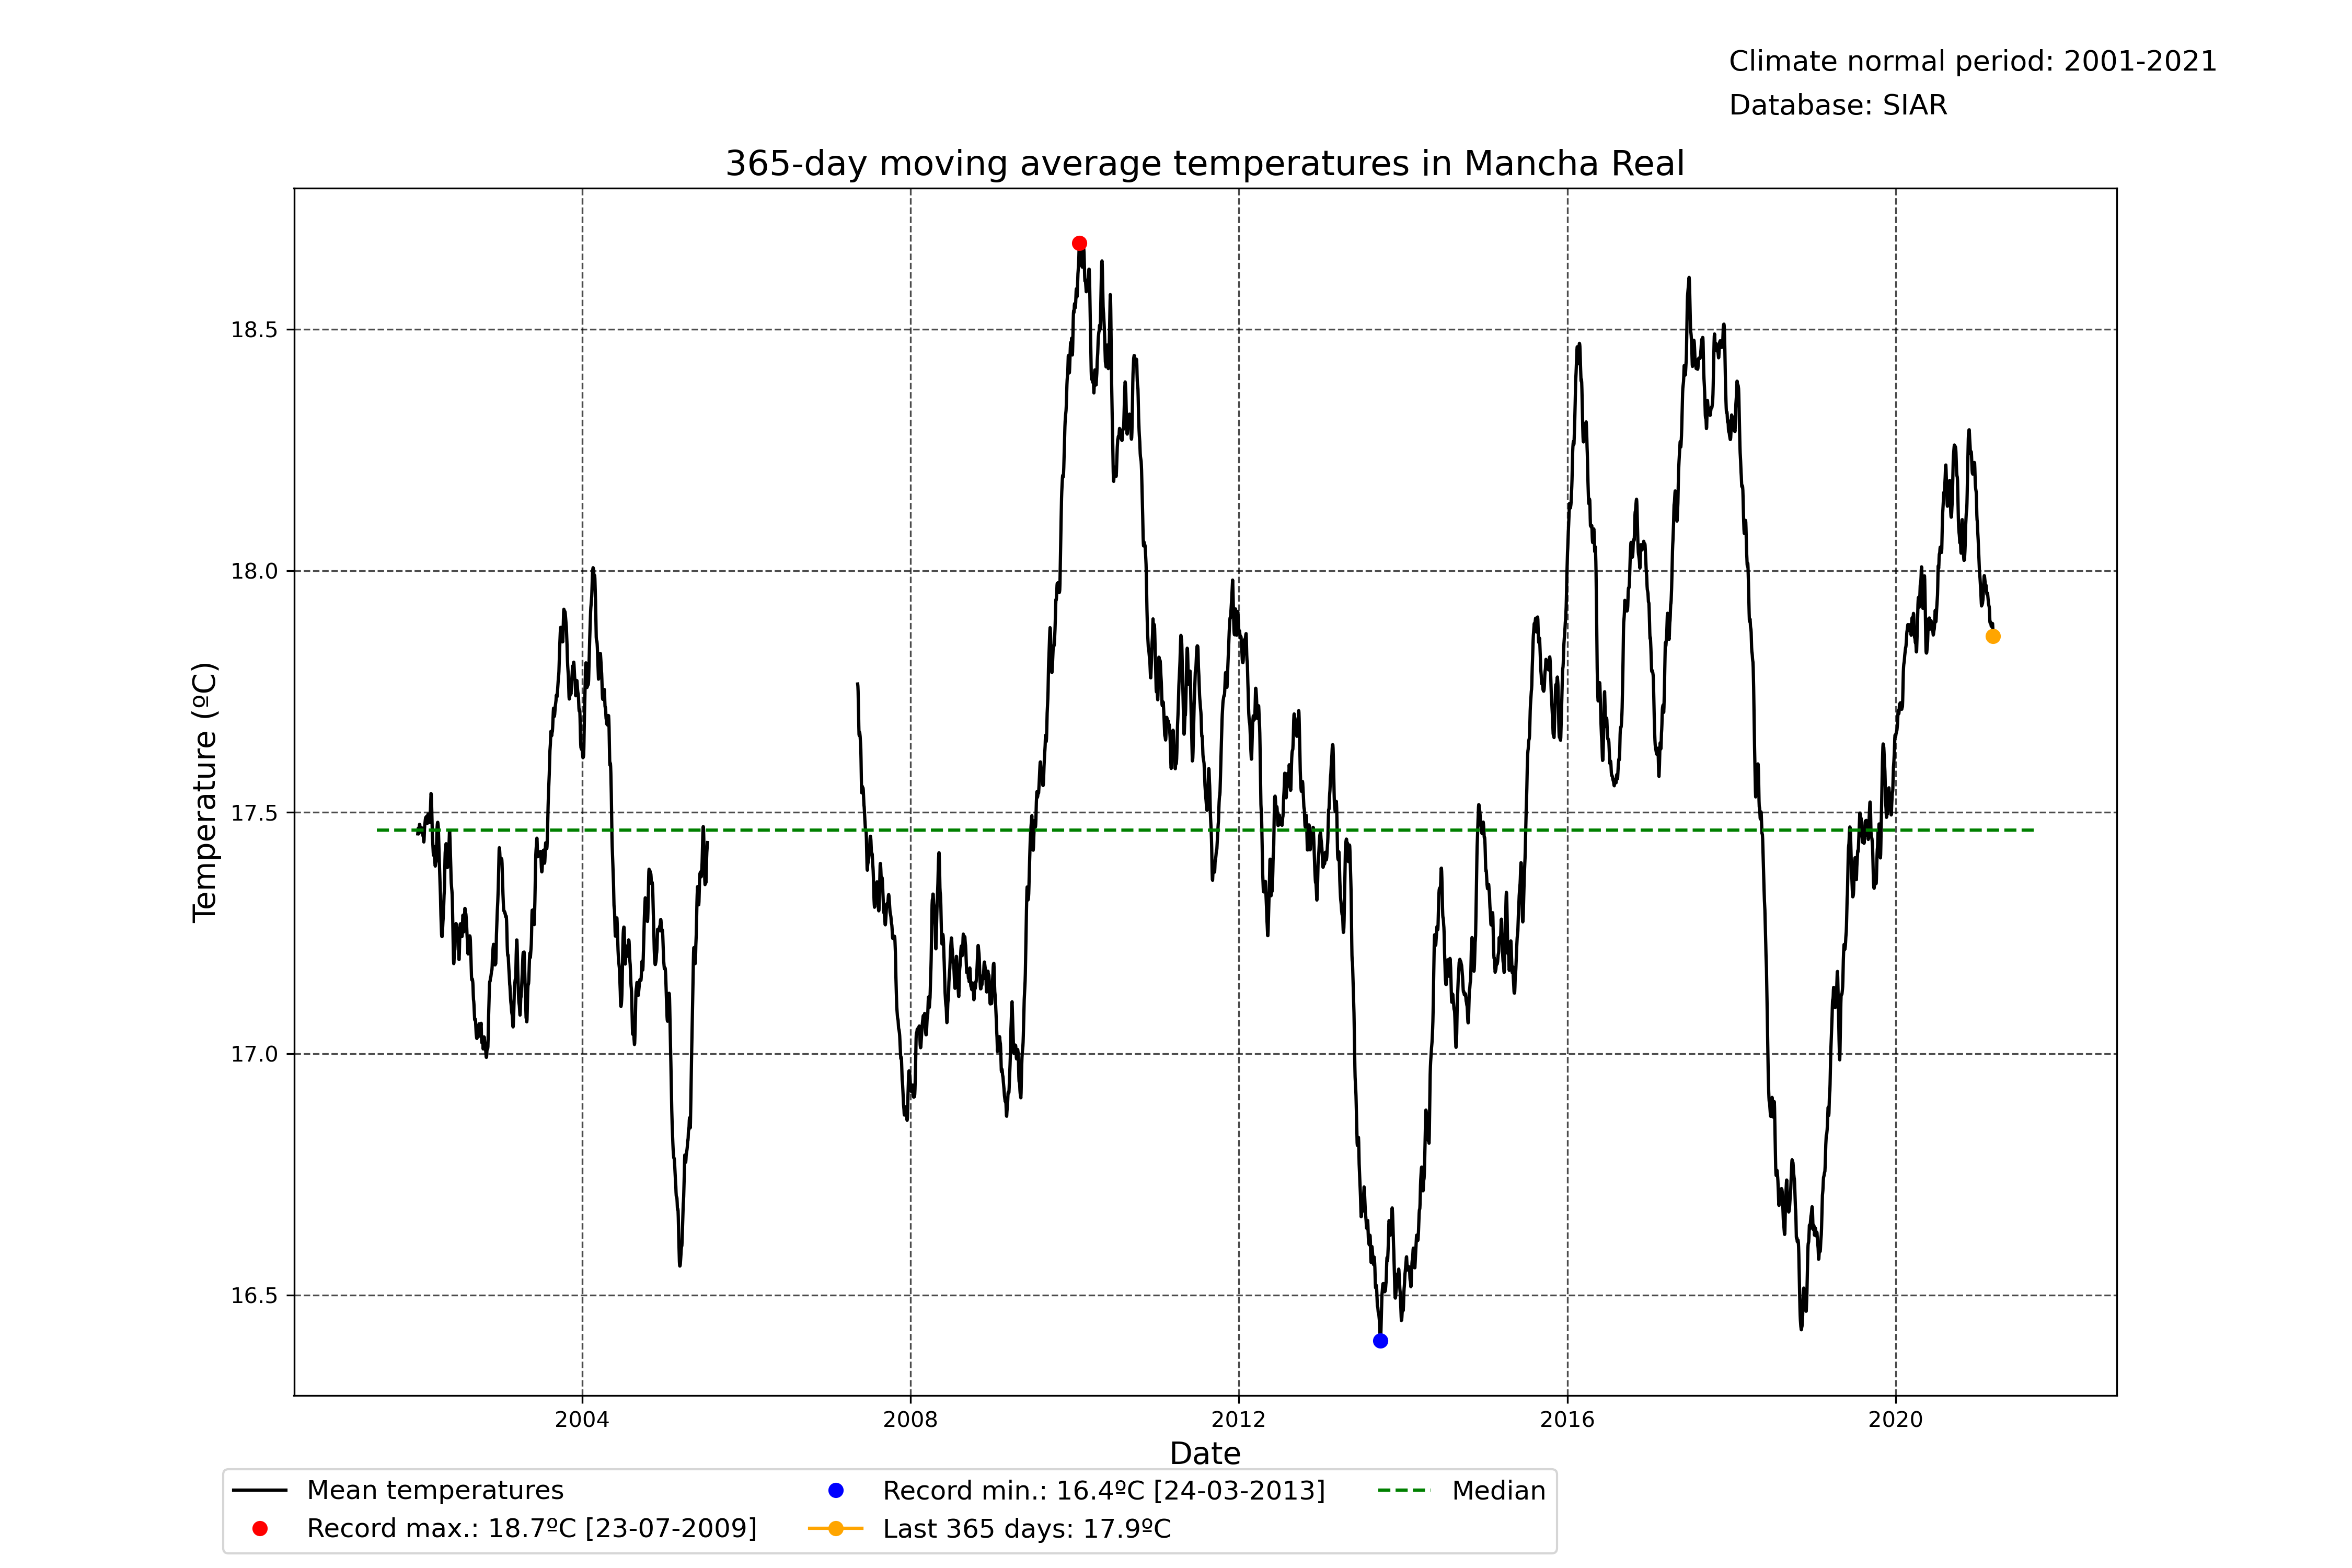 Climate normal period: 2001-2021
Database: SIAR
365-day moving average temperatures in Mancha Real
18.5
18.0
17.5
17.0
16.5
Temperature (ºC)
2004
2008
2012
2016
2020
Date
Mean temperatures
Record max.: 18.7ºC [23-07-2009]
Record min.: 16.4ºC [24-03-2013]
Last 365 days: 17.9ºC
Median